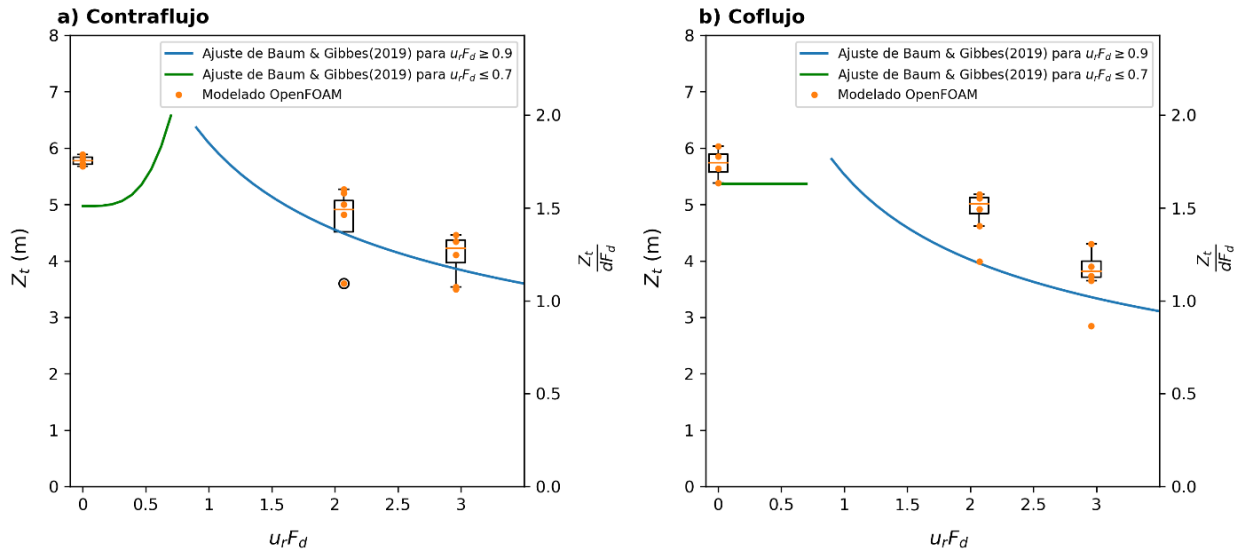 a) Contraflujo
Ajuste de Baum & Gibbes(2019) para u_rF_d ≥ 0.9
Ajuste de Baum & Gibbes(2019) para u_rF_d ≤ 0.7
Modelado OpenFOAM
8
7
6
5
4
3
2
1
0
Z_t (m)
2.0
1.5
1.0
0.5
0.0
Z_t
dF_d
0 0.5 1 1.5 2 2.5 3
u_rF_d
b) Coflujo
Ajuste de Baum & Gibbes(2019) para u_rF_d ≥ 0.9
Ajuste de Baum & Gibbes(2019) para u_rF_d ≤ 0.7
Modelado OpenFOAM
8
7
6
5
4
3
2
1
0
Z_t (m)
2.0
1.5
1.0
0.5
0.0
Z_t
dF_d
0 0.5 1 1.5 2 2.5 3
u_rF_d